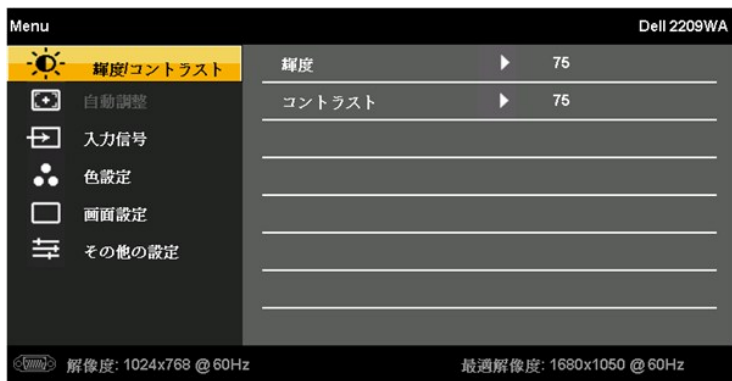 Menu Dell 2209WA
輝度/コントラスト 輝度 75
自動調整 コントラスト 75
入力信号
色設定
画面設定
その他の設定
解像度: 1024x768 @ 60Hz 最適解像度: 1680x1050 @ 60Hz